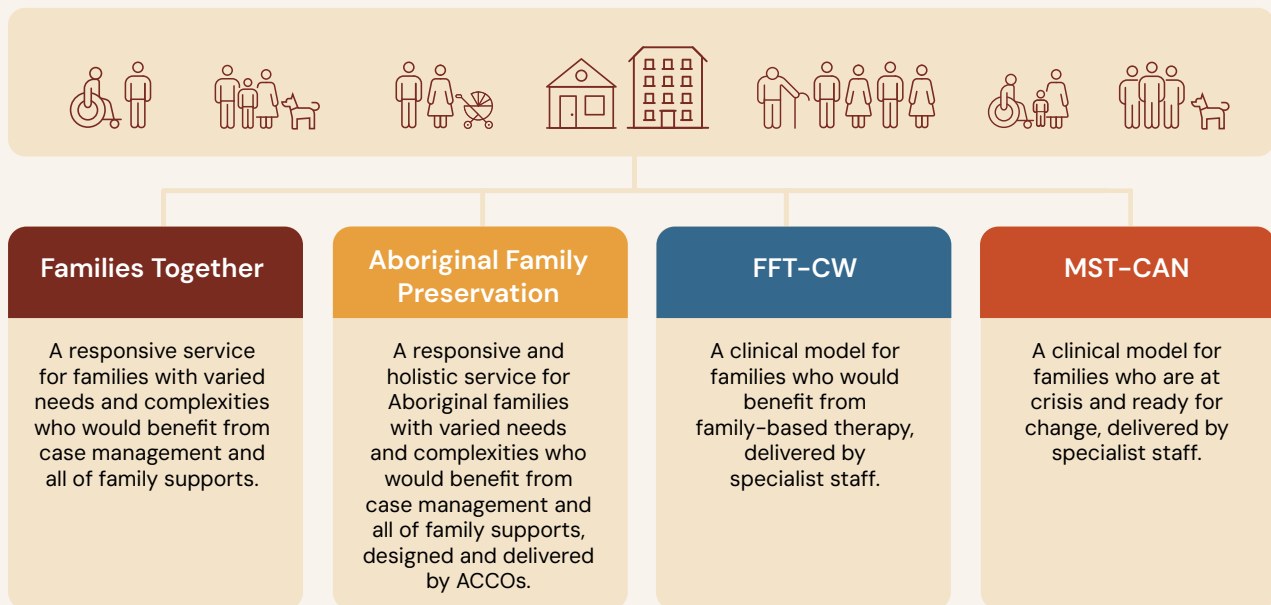 Families Together
A responsive service
for families with varied
needs and complexities
who would benefit from
case management and
all of family supports.
Aboriginal Family
Preservation
A responsive and
holistic service for
Aboriginal families
with varied needs
and complexities who
would benefit from
case management and
all of family supports,
designed and delivered
by ACCOs.
FFT-CW
A clinical model for
families who would
benefit from
family-based therapy,
delivered by
specialist staff.
MST-CAN
A clinical model for
families who are at
crisis and ready for
change, delivered by
specialist staff.